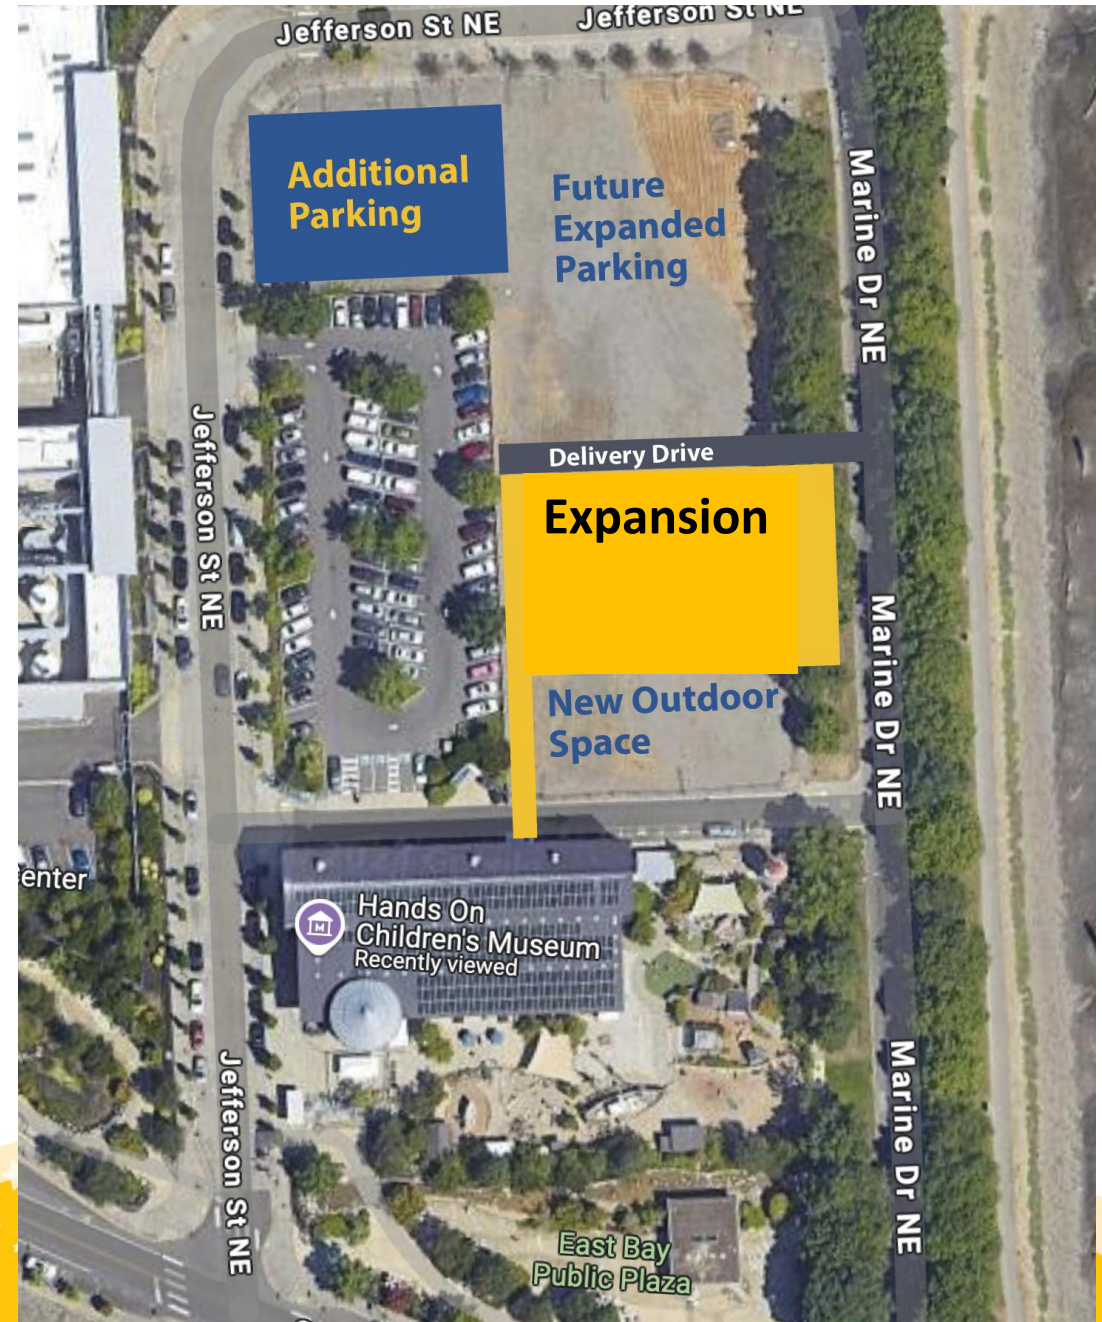 Jefferson St NE
Jefferson St NE
Additional
Parking
Future
Expanded
Parking
Marine Dr NE
Jefferson St NE
Delivery Drive
Expansion
Marine Dr NE
New Outdoor
Space
enter
Hands On
Children's Museum
Recently viewed
M
Jefferson St NE
Marine Dr NE
East Bay
Public Plaza